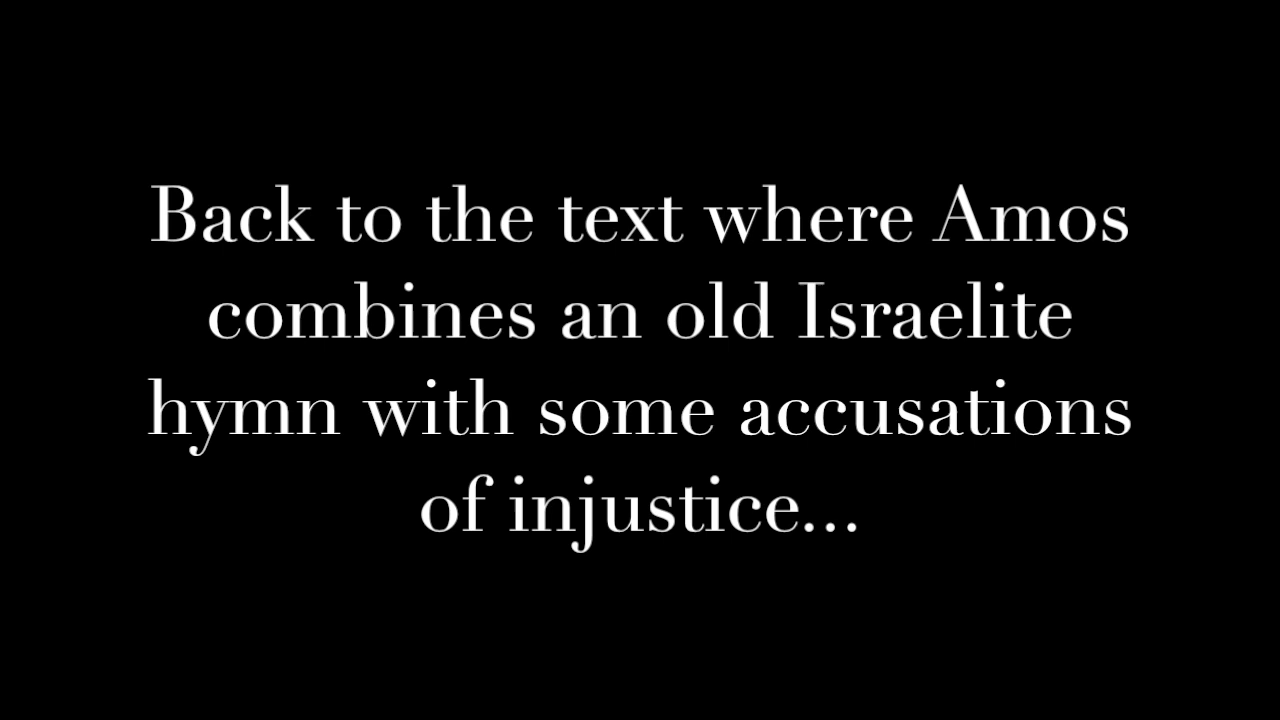 Back to the text where Amos
combines an old Israelite
hymn with some accusations
of injustice...